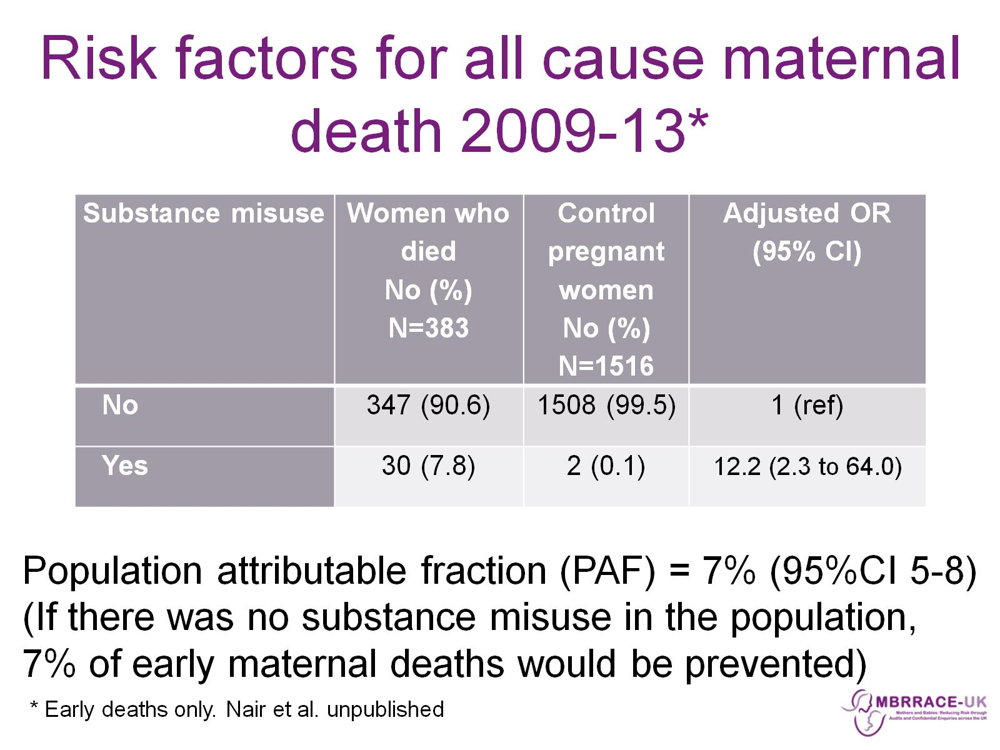 Risk factors for all cause maternal
death 2009-13*
Substance misuse
Women who
died
No (%)
N=383
Control
pregnant
women
No (%)
N=1516
Adjusted OR
(95% CI)
No
347 (90.6)
1508 (99.5)
1 (ref)
Yes
30 (7.8)
2 (0.1)
12.2 (2.3 to 64.0)
Population attributable fraction (PAF) = 7% (95%CI 5-8)
(If there was no substance misuse in the population,
7% of early maternal deaths would be prevented)
* Early deaths only. Nair et al. unpublished
MBRRACE-UK
Mothers and Babies: Reducing Risk through
Audits and Confidential Enquiries across the UK